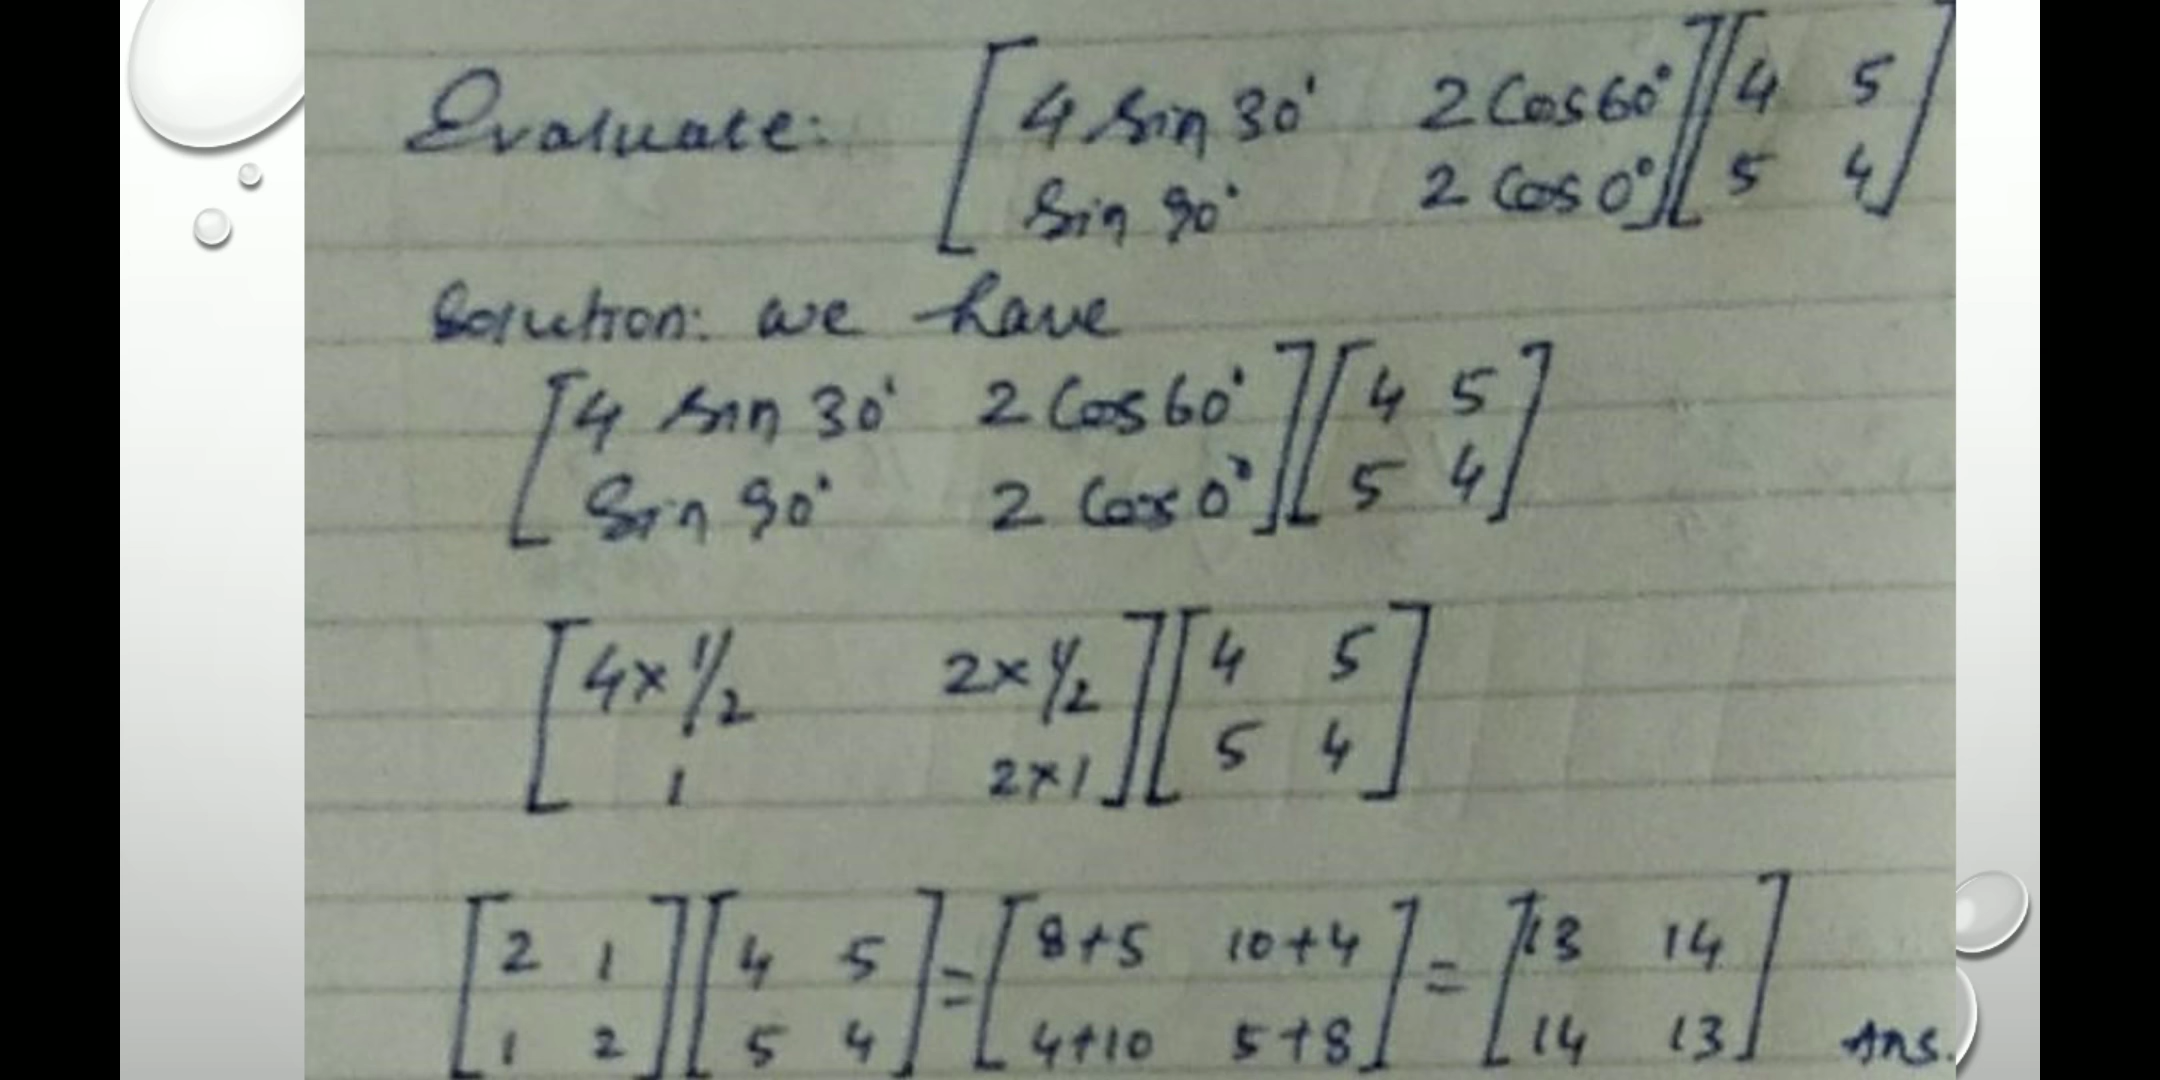 Evaluate: [4 Sin 30° 2 Cos 60°] [4 5]
[Sin 90° 2 Cos 0°] [5 4]
Solution: we have
[4 sin 30° 2 Cos 60°] [4 5]
[Sin 90° 2 Cos 0°] [5 4]
[4×1/2 2×1/2] [4 5]
[1 2×1] [5 4]
[2 1] [4 5] = [8+5 10+4] = [13 14]
[1 2] [5 4] [4+10 5+8] [14 13] Ans.